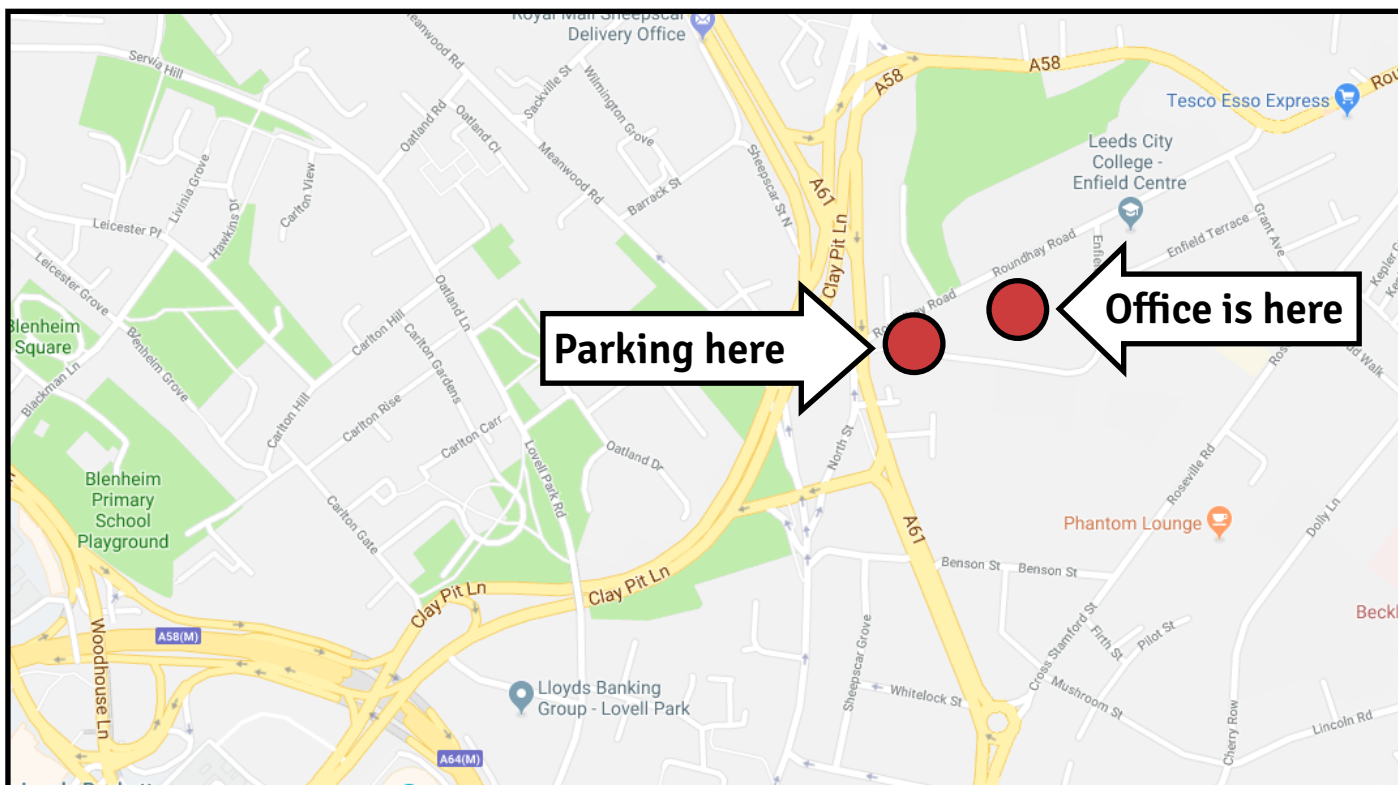 Royal Mail Sheepscar
Delivery Office
Meanwood Rd
Servia Hill
Sackville St
Wilmington Grove
Oatland Rd
Oatland Cl
Meanwood Rd
Barrack St
Sheepscar St N
A61
Clay Pit Ln
A58
A58
Tesco Esso Express
Leeds City
College -
Enfield Centre
Roundhay Road
Enfield Terrace
Grant Ave
Livinia Grove
Hawkins D
Carlton View
Leicester Pl
Leicester Grove
Blenheim
Square
Blenheim Grove
Blackman Ln
Oatland Ln
Carlton Hill
Carlton Gardens
Carlton Hill
Carlton Rise
Carlton Carr
Parking here
Office is here
Oatland Dr
Lovell Park Rd
North St
Roseville Rd
Dolly Ln
Blenheim
Primary
School
Playground
Carlton Gate
Phantom Lounge
A61
Benson St
Benson St
Clay Pit Ln
Clay Pit Ln
A58(M)
Woodhouse Ln
Sheepscar Grove
Cross Stamford St
Firth St
Pilot St
Mushroom St
Whitelock St
Lincoln Rd
Cherry Row
Lloyds Banking
Group - Lovell Park
A64(M)